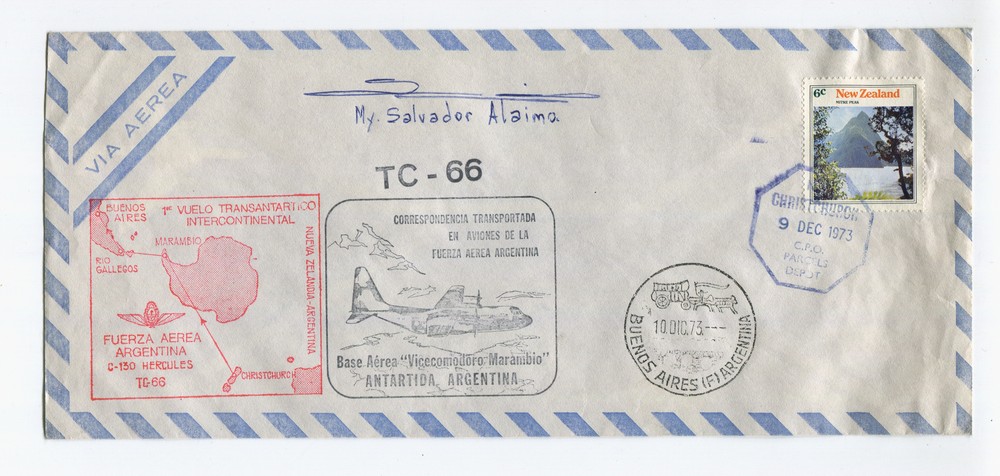 VIA AEREA
My. Salvador Alaimo.
TC-66
6c New Zealand
MITRE PEAK
CHRISTCHURCH
9 DEC 1973
C.P.O.
PARCELS
DEPOT
BUENOS
AIRES
1er VUELO TRANSANTARTICO
INTERCONTINENTAL
MARAMBIO
RIO
GALLEGOS
NUEVA ZELANDIA-ARGENTINA
FUERZA AEREA
ARGENTINA
C-130 HERCULES
TC-66
CHRISTCHURCH
CORRESPONDENCIA TRANSPORTADA
EN AVIONES DE LA
FUERZA AEREA ARGENTINA
Base Aérea "Vicecomodoro Marambio"
ANTARTIDA ARGENTINA
10.DIC.73.---
BUENOS AIRES (F) ARGENTINA